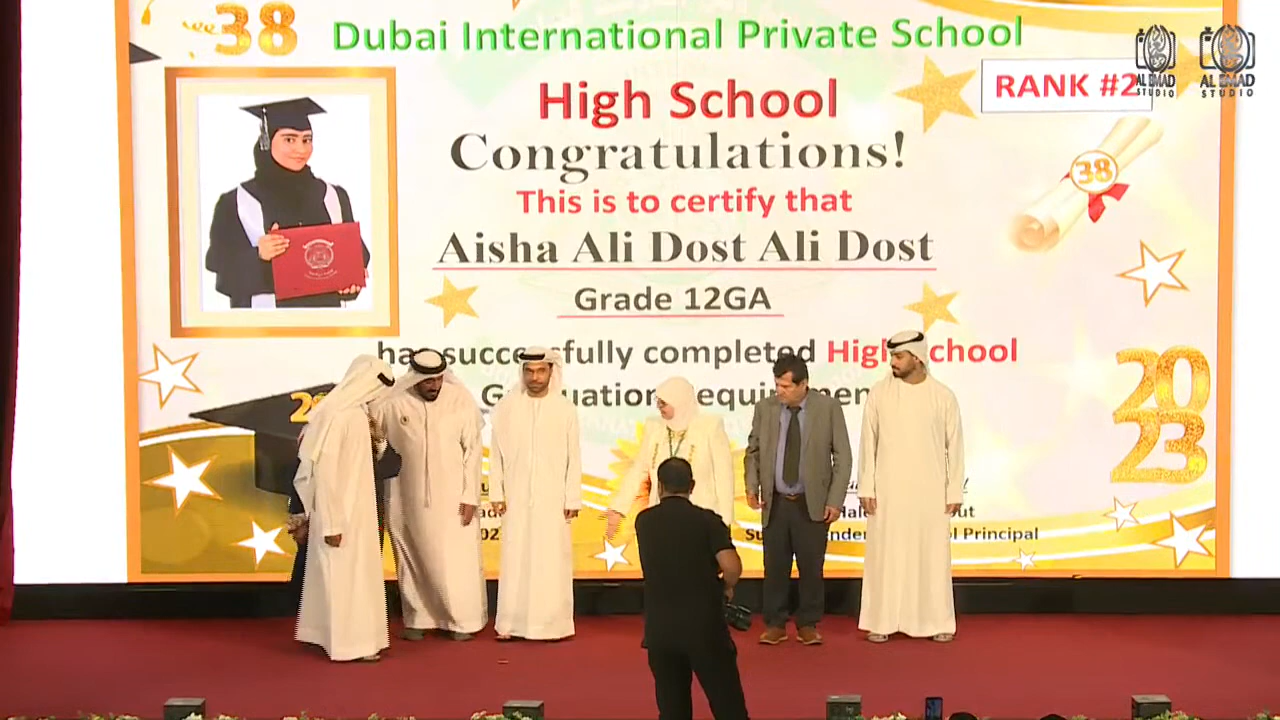 38
Dubai International Private School
AL EMAD
STUDIO
AL EMAD
STUDIO
RANK #2
High School
Congratulations!
38
This is to certify that
Aisha Ali Dost Ali Dost
Grade 12GA
successfully completed High School
2023
Principal